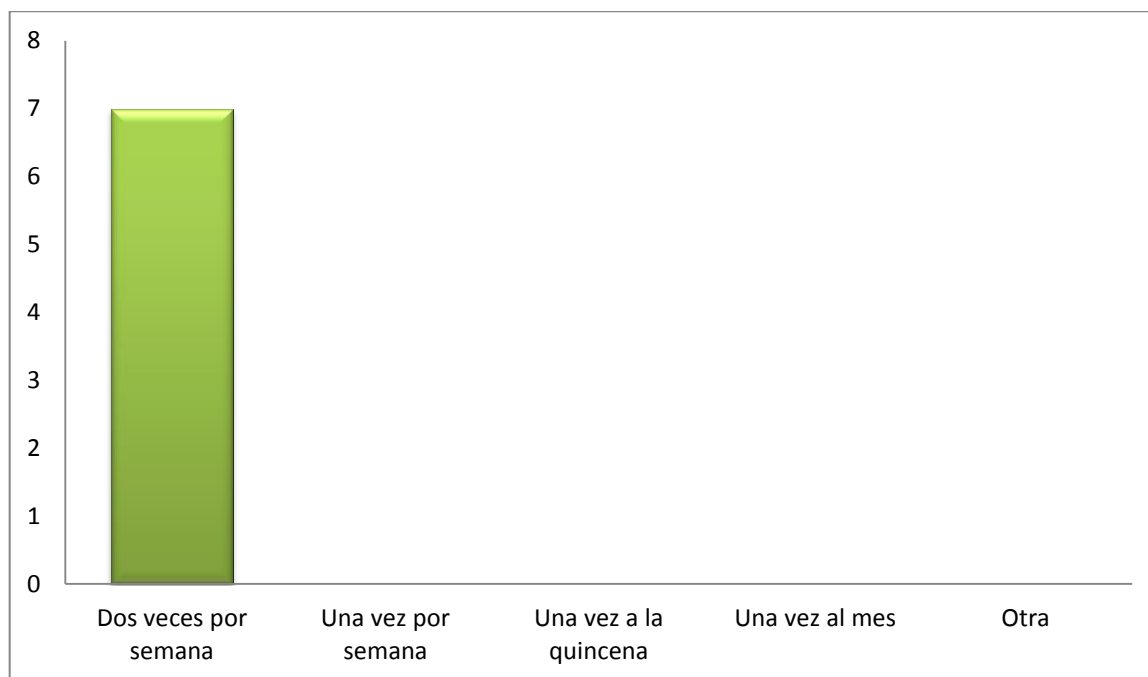 8
7
6
5
4
3
2
1
0
Dos veces por
semana
Una vez por
semana
Una vez a la
quincena
Una vez al mes
Otra